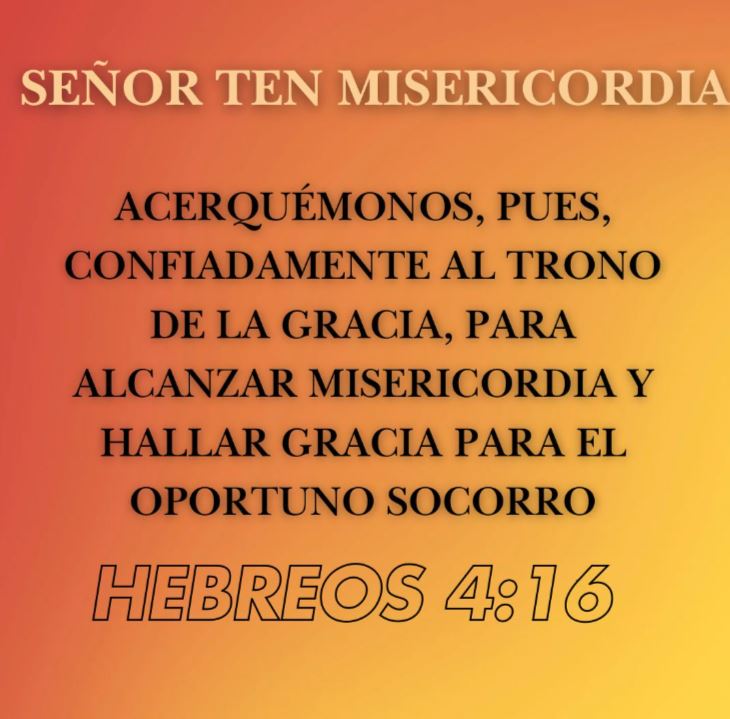 SEÑOR TEN MISERICORDIA
ACERQUÉMONOS, PUES,
CONFIADAMENTE AL TRONO
DE LA GRACIA, PARA
ALCANZAR MISERICORDIA Y
HALLAR GRACIA PARA EL
OPORTUNO SOCORRO
HEBREOS 4:16